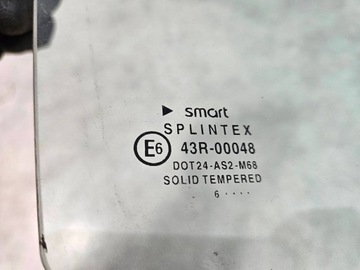 ▶ smart
SPLINTEX
E6 43R-00048
DOT24-AS2-M68
SOLID TEMPERED
6 ....